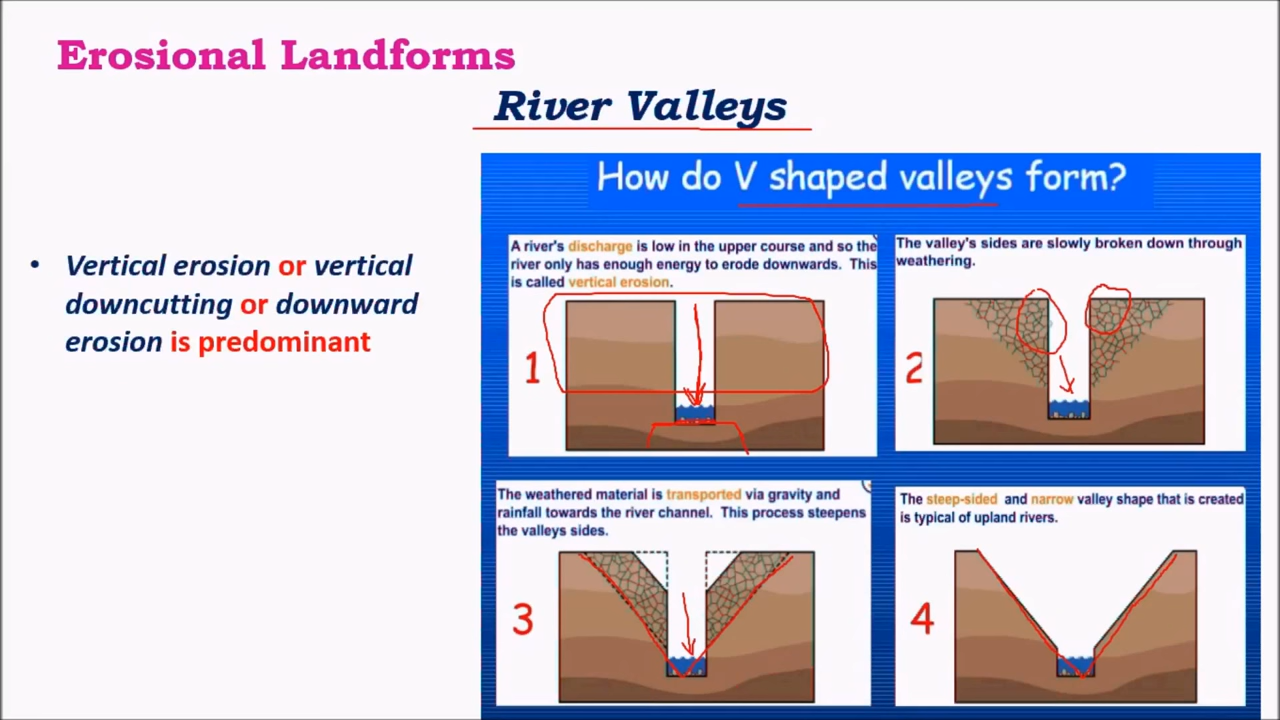 Erosional Landforms
River Valleys
• Vertical erosion or vertical
downcutting or downward
erosion is predominant
How do V shaped valleys form?
A river's discharge is low in the upper course and so the
river only has enough energy to erode downwards. This
is called vertical erosion.
1
The valley's sides are slowly broken down through
weathering.
2
The weathered material is transported via gravity and
rainfall towards the river channel. This process steepens
the valleys sides.
3
The steep-sided and narrow valley shape that is created
is typical of upland rivers.
4